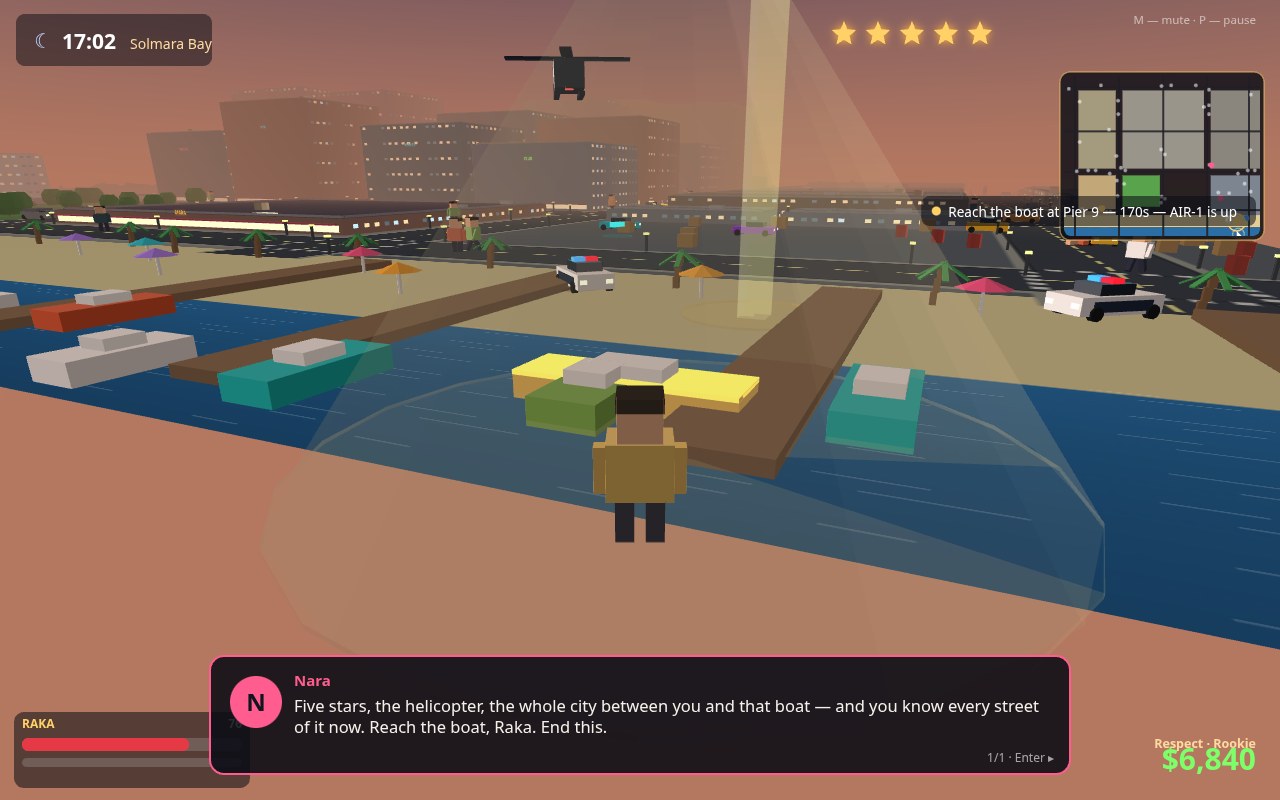 ☾ 17:02 Solmara Bay
M — mute · P — pause
Reach the boat at Pier 9 — 170s — AIR-1 is up
N
Nara
Five stars, the helicopter, the whole city between you and that boat — and you know every street
of it now. Reach the boat, Raka. End this.
1/1 · Enter ▸
RAKA
Respect · Rookie
$6,840